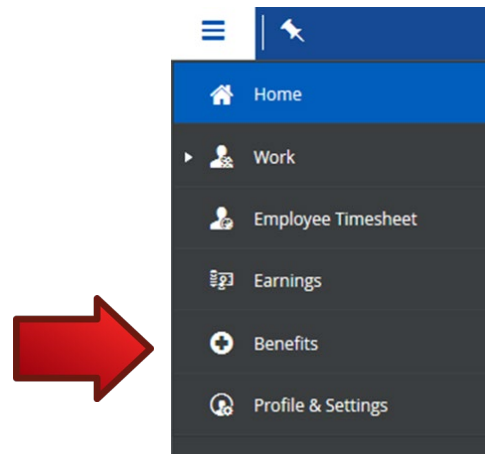 Home
Work
Employee Timesheet
Earnings
Benefits
Profile & Settings